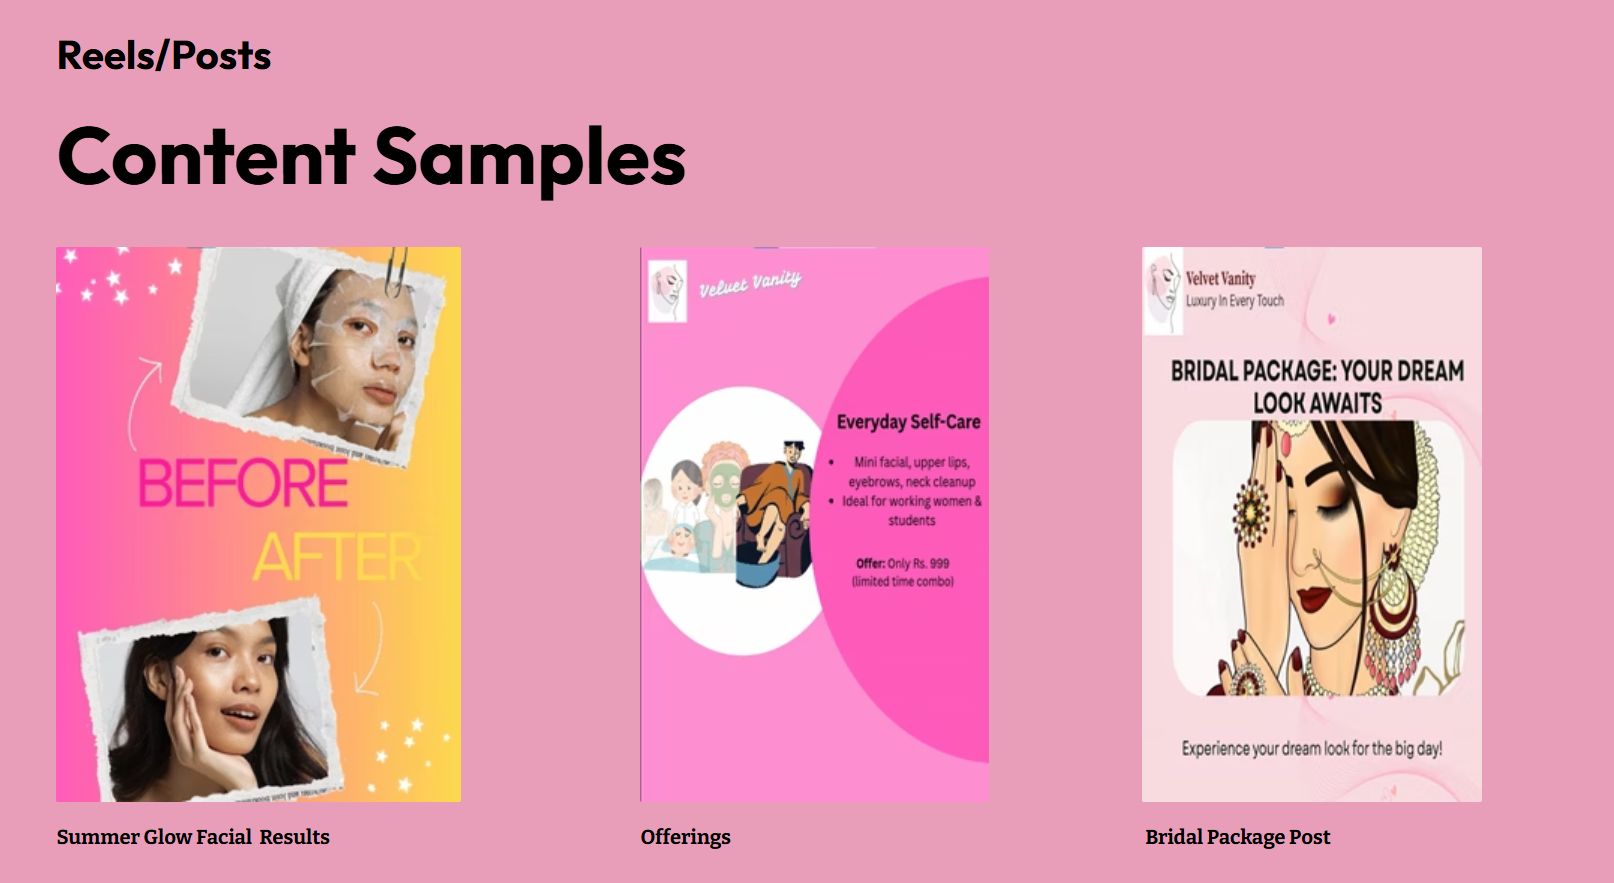 Reels/Posts
Content Samples
BEFORE
AFTER
Summer Glow Facial Results
Velvet Vanity
Everyday Self-Care
• Mini facial, upper lips,
eyebrows, neck cleanup
• Ideal for working women &
students
Offer: Only Rs. 999
(limited time combo)
Offerings
Velvet Vanity
Luxury In Every Touch
BRIDAL PACKAGE: YOUR DREAM
LOOK AWAITS
Experience your dream look for the big day!
Bridal Package Post